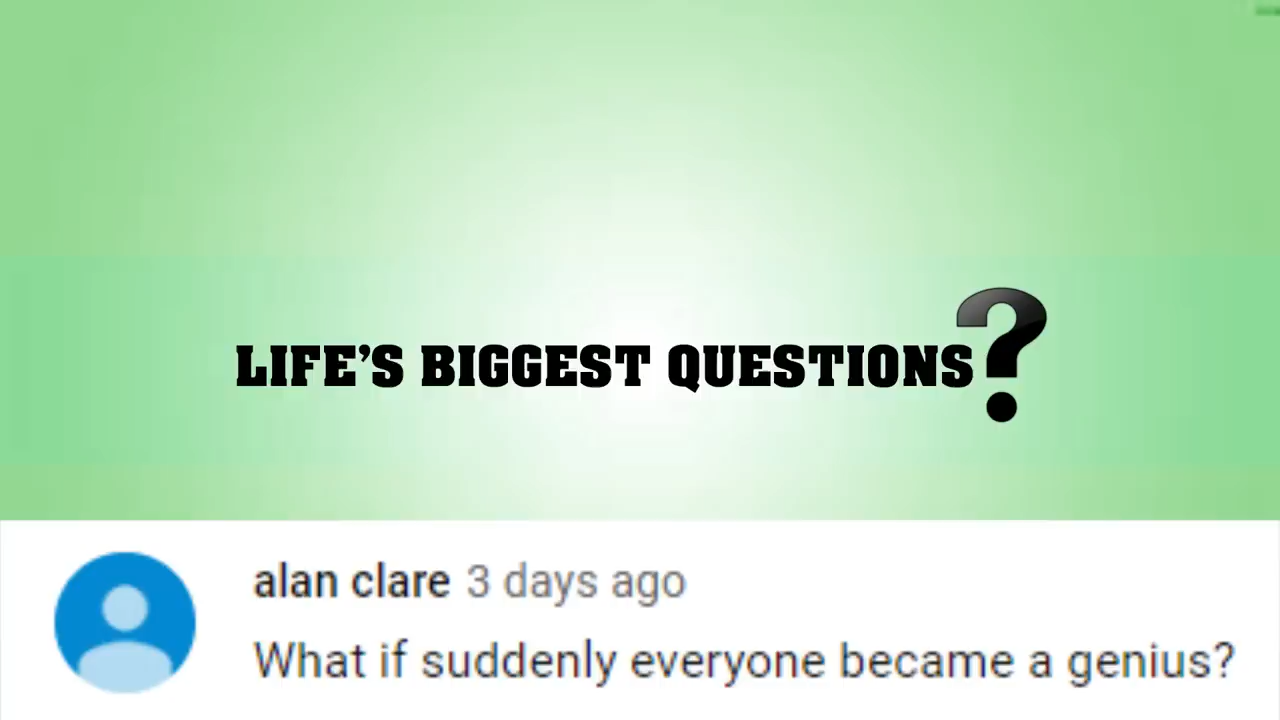 LIFE'S BIGGEST QUESTIONS?
alan clare 3 days ago
What if suddenly everyone became a genius?